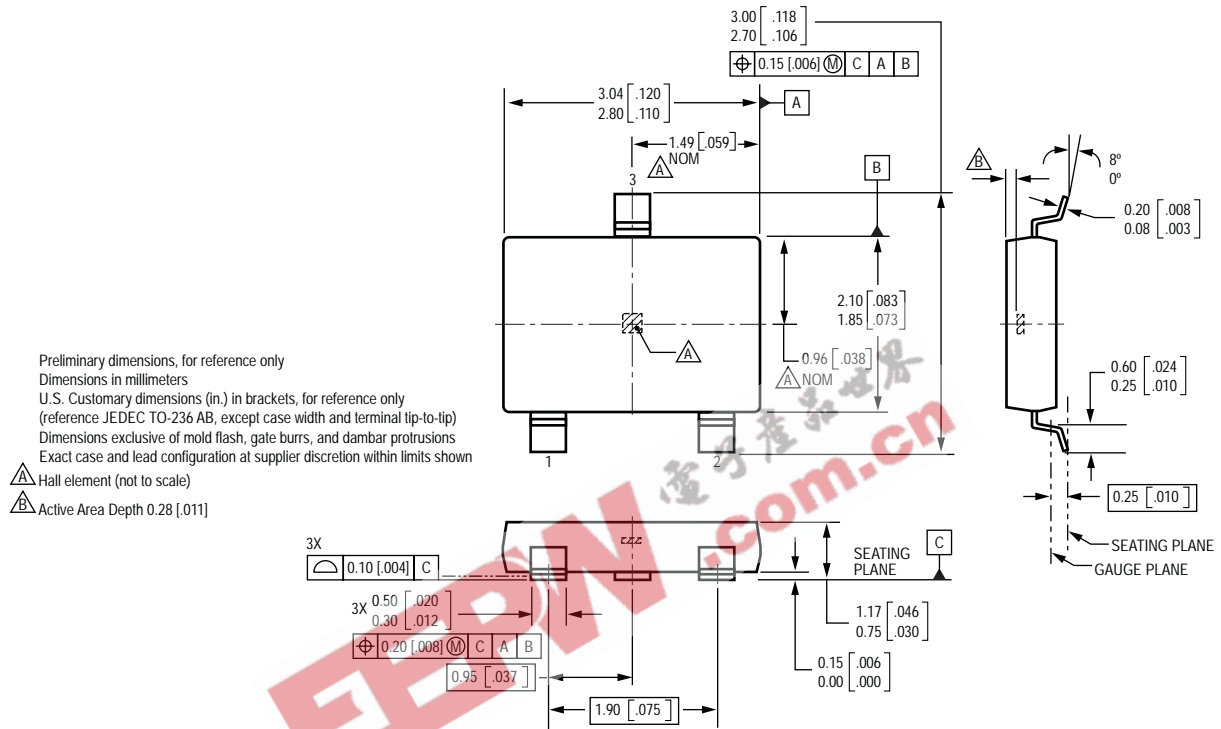 3.00 [.118]
2.70 [.106]
⌖ 0.15 [.006] Ⓜ C A B
3.04 [.120]
2.80 [.110]
A
1.49 [.059]
A NOM
3
B
B
8º
0º
0.20 [.008]
0.08 [.003]
2.10 [.083]
1.85 [.073]
A
0.96 [.038]
A NOM
0.60 [.024]
0.25 [.010]
Preliminary dimensions, for reference only
Dimensions in millimeters
U.S. Customary dimensions (in.) in brackets, for reference only
(reference JEDEC TO-236 AB, except case width and terminal tip-to-tip)
Dimensions exclusive of mold flash, gate burrs, and dambar protrusions
Exact case and lead configuration at supplier discretion within limits shown
A Hall element (not to scale)
B Active Area Depth 0.28 [.011]
1
2
0.25 [.010]
SEATING PLANE
GAUGE PLANE
3X
⌓ 0.10 [.004] C
SEATING
PLANE
C
3X 0.50 [.020]
0.30 [.012]
⌖ 0.20 [.008] Ⓜ C A B
0.95 [.037]
1.90 [.075]
1.17 [.046]
0.75 [.030]
0.15 [.006]
0.00 [.000]
EEPW
.com.cn
電子產品世界